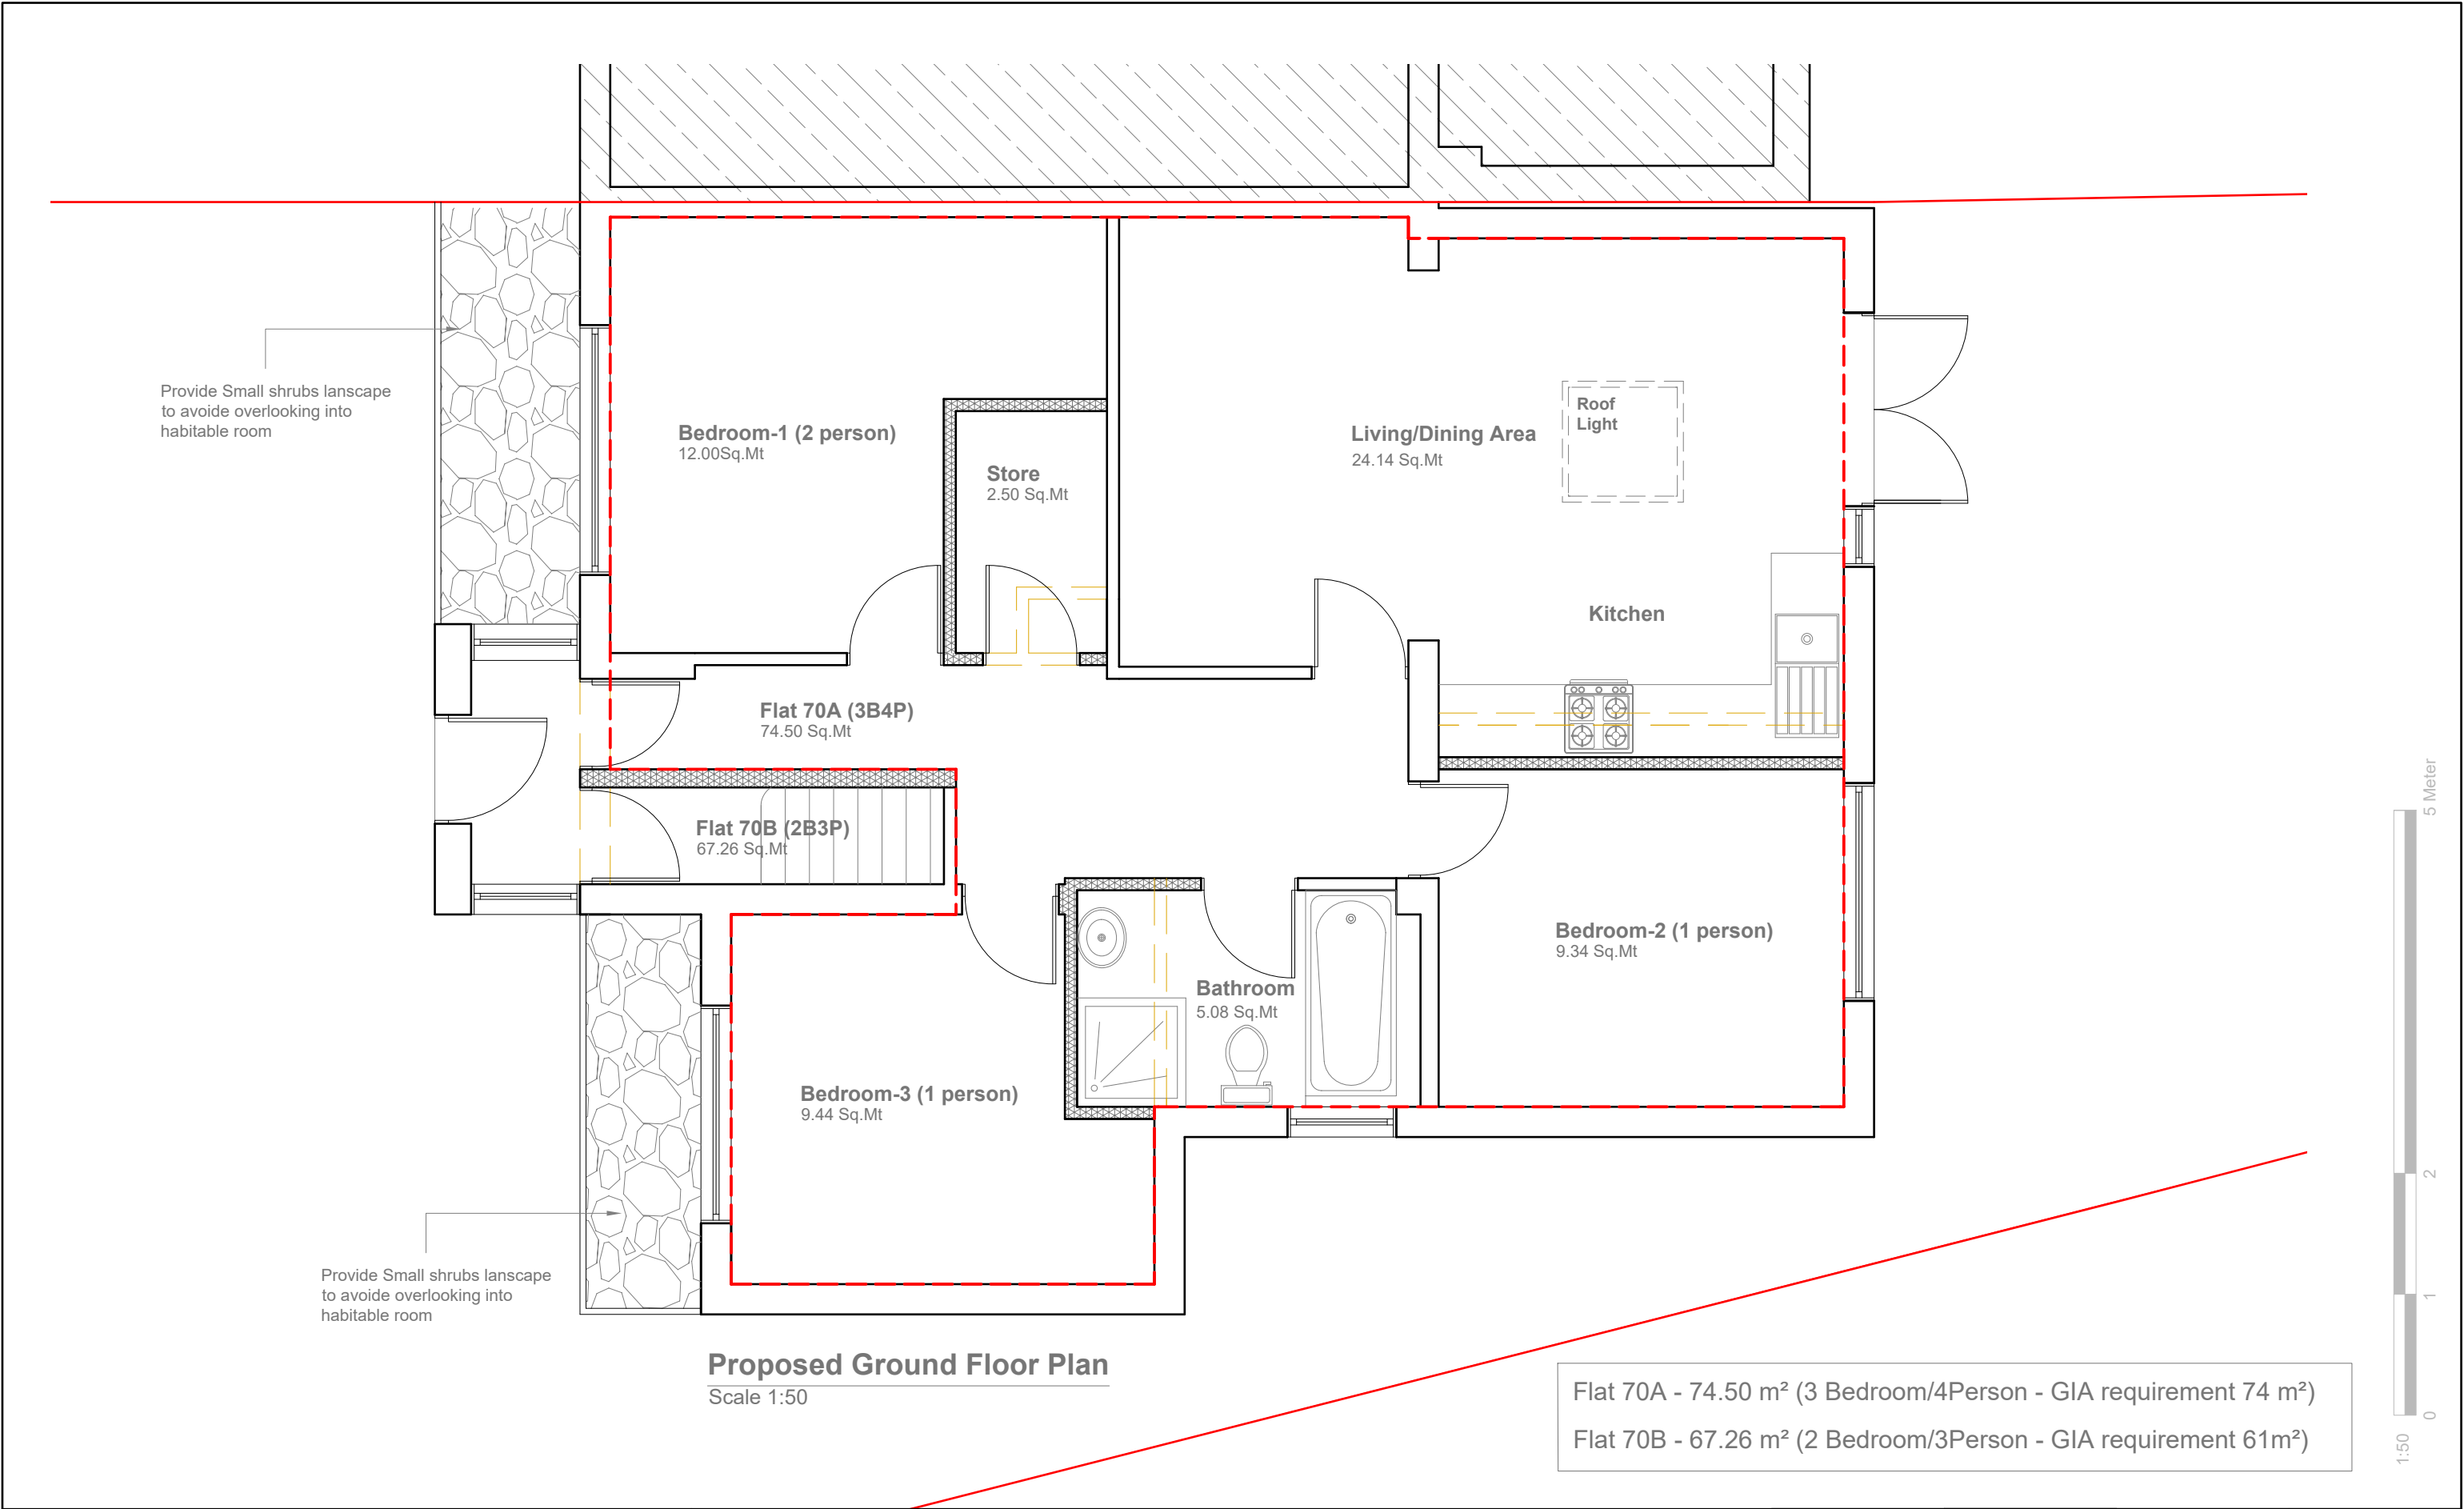 Provide Small shrubs lanscape
to avoide overlooking into
habitable room
Bedroom-1 (2 person)
12.00Sq.Mt
Store
2.50 Sq.Mt
Living/Dining Area
24.14 Sq.Mt
Roof
Light
Kitchen
Flat 70A (3B4P)
74.50 Sq.Mt
Flat 70B (2B3P)
67.26 Sq.Mt
Bedroom-2 (1 person)
9.34 Sq.Mt
Bathroom
5.08 Sq.Mt
Bedroom-3 (1 person)
9.44 Sq.Mt
Provide Small shrubs lanscape
to avoide overlooking into
habitable room
Proposed Ground Floor Plan
Scale 1:50
Flat 70A - 74.50 m² (3 Bedroom/4Person - GIA requirement 74 m²)
Flat 70B - 67.26 m² (2 Bedroom/3Person - GIA requirement 61m²)
5 Meter
2
1
0
1:50